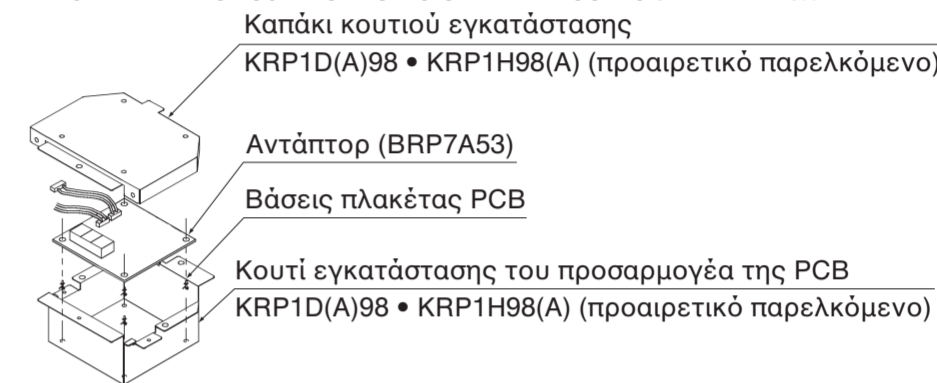 Καπάκι κουτιού εγκατάστασης
KRP1D(A)98 • KRP1H98(A) (προαιρετικό παρελκόμενο)
Αντάπτορ (BRP7A53)
Βάσεις πλακέτας PCB
Κουτί εγκατάστασης του προσαρμογέα της PCB
KRP1D(A)98 • KRP1H98(A) (προαιρετικό παρελκόμενο)